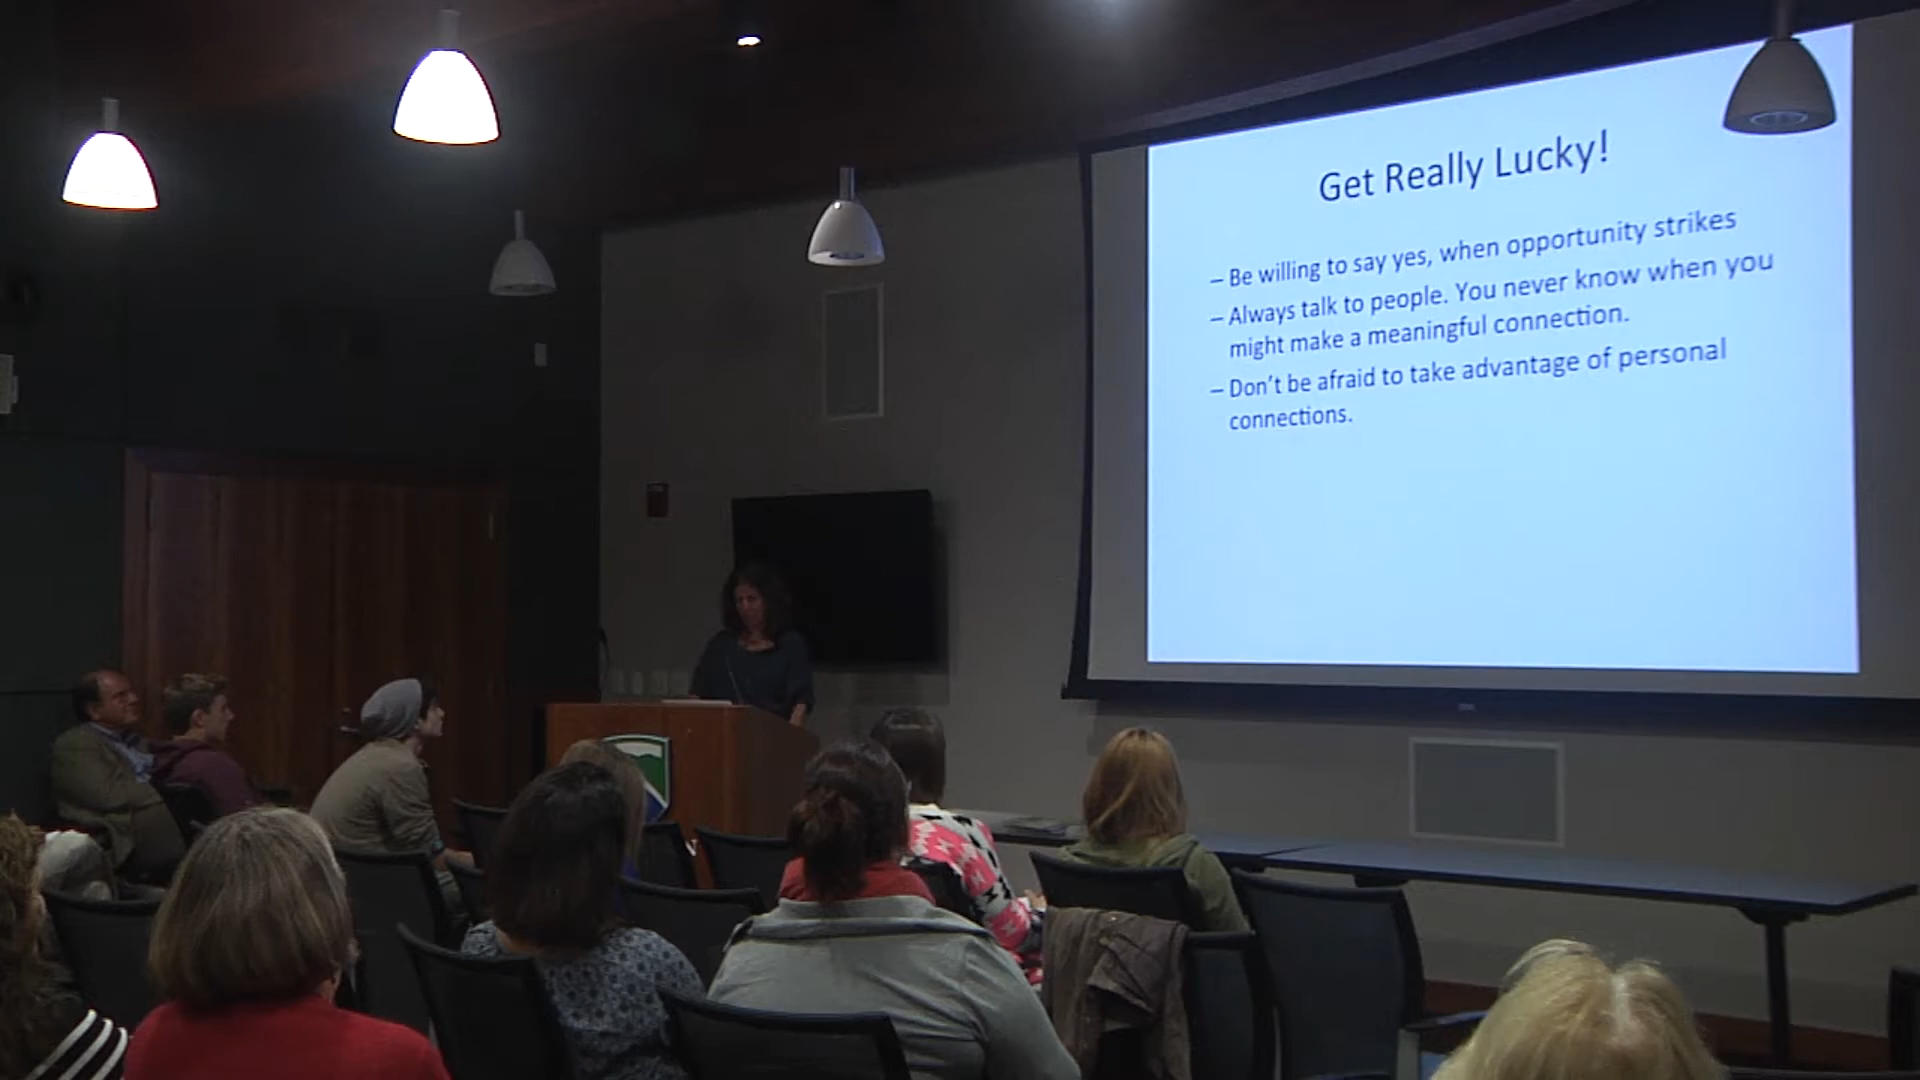 Get Really Lucky!
– Be willing to say yes, when opportunity strikes
– Always talk to people. You never know when you
might make a meaningful connection.
– Don't be afraid to take advantage of personal
connections.